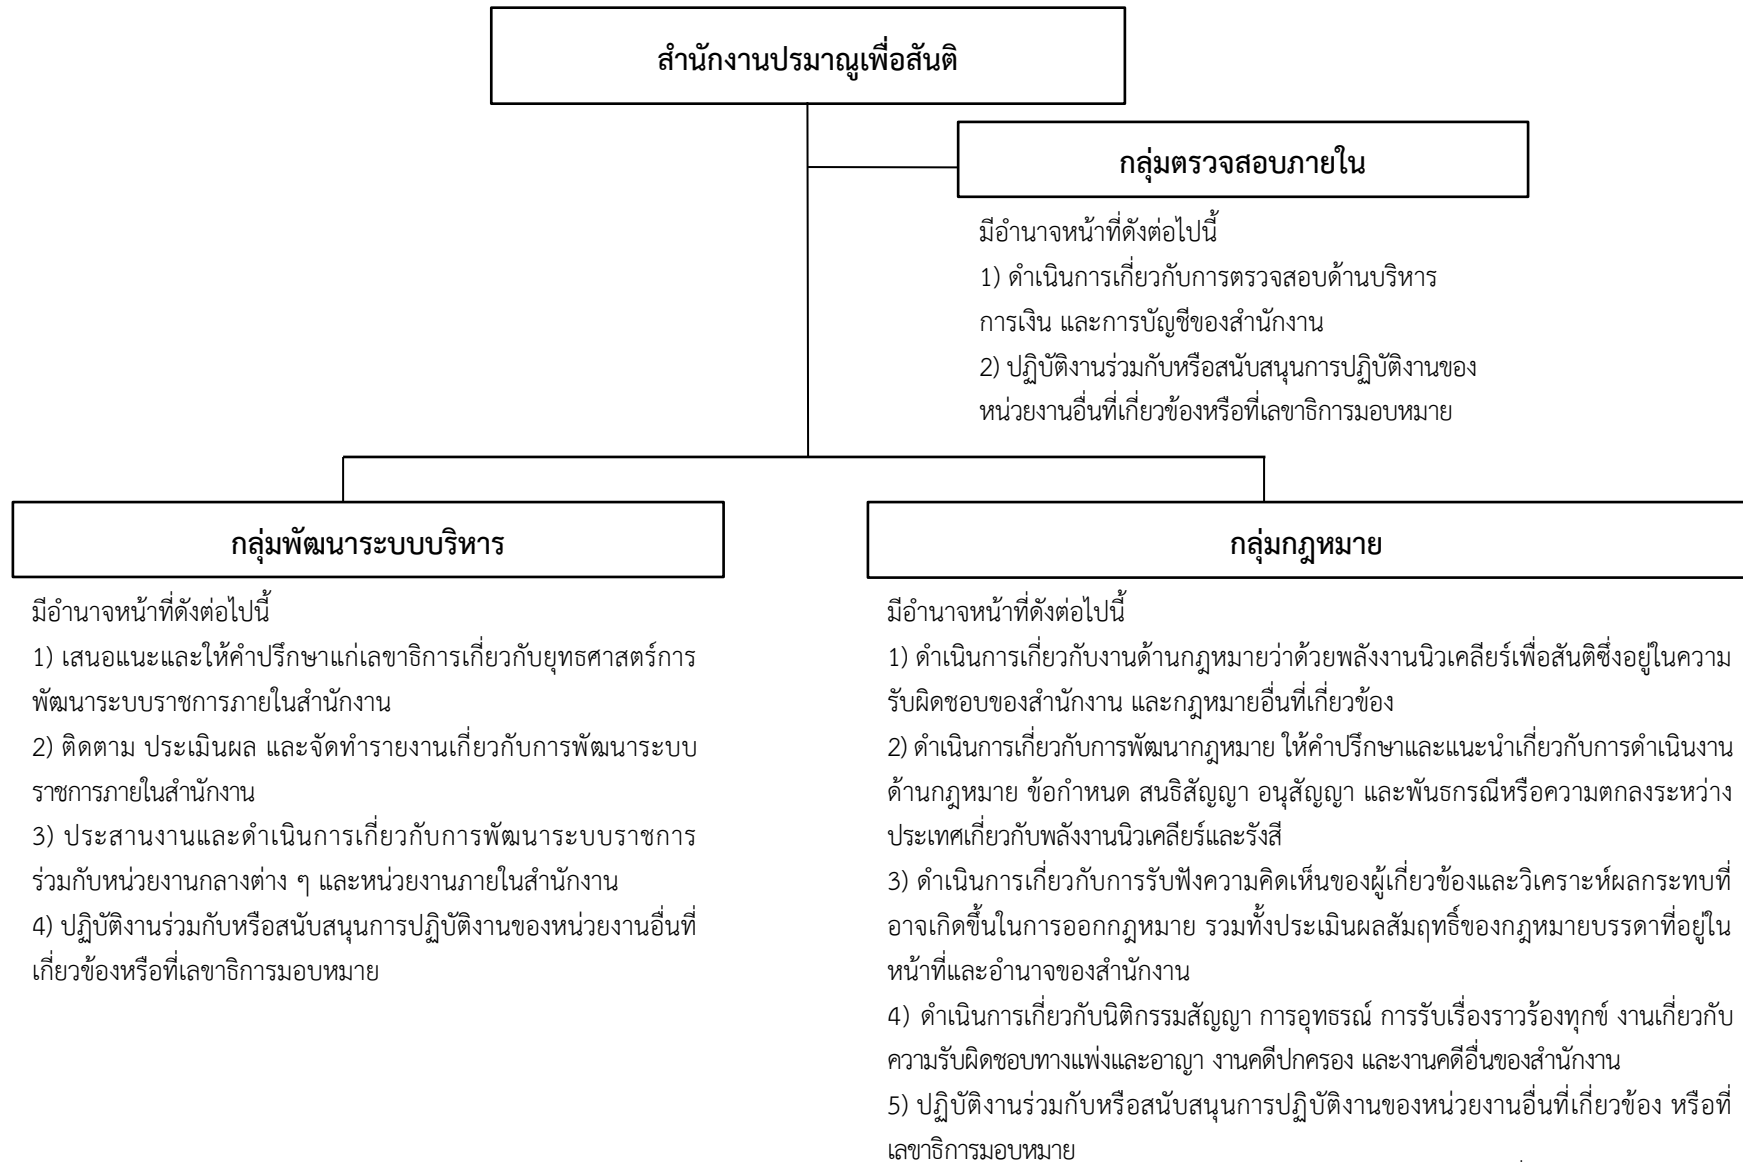 สำนักงานปรมาณูเพื่อสันติ
กลุ่มตรวจสอบภายใน
มีอำนาจหน้าที่ดังต่อไปนี้
1) ดำเนินการเกี่ยวกับการตรวจสอบด้านบริหาร
การเงิน และการบัญชีของสำนักงาน
2) ปฏิบัติงานร่วมกับหรือสนับสนุนการปฏิบัติงานของ
หน่วยงานอื่นที่เกี่ยวข้องหรือที่เลขาธิการมอบหมาย
กลุ่มพัฒนาระบบบริหาร
มีอำนาจหน้าที่ดังต่อไปนี้
1) เสนอแนะและให้คำปรึกษาแก่เลขาธิการเกี่ยวกับยุทธศาสตร์การ
พัฒนาระบบราชการภายในสำนักงาน
2) ติดตาม ประเมินผล และจัดทำรายงานเกี่ยวกับการพัฒนาระบบ
ราชการภายในสำนักงาน
3) ประสานงานและดำเนินการเกี่ยวกับการพัฒนาระบบราชการ
ร่วมกับหน่วยงานกลางต่าง ๆ และหน่วยงานภายในสำนักงาน
4) ปฏิบัติงานร่วมกับหรือสนับสนุนการปฏิบัติงานของหน่วยงานอื่นที่
เกี่ยวข้องหรือที่เลขาธิการมอบหมาย
กลุ่มกฎหมาย
มีอำนาจหน้าที่ดังต่อไปนี้
1) ดำเนินการเกี่ยวกับงานด้านกฎหมายว่าด้วยพลังงานนิวเคลียร์เพื่อสันติซึ่งอยู่ในความ
รับผิดชอบของสำนักงาน และกฎหมายอื่นที่เกี่ยวข้อง
2) ดำเนินการเกี่ยวกับการพัฒนากฎหมาย ให้คำปรึกษาและแนะนำเกี่ยวกับการดำเนินงาน
ด้านกฎหมาย ข้อกำหนด สนธิสัญญา อนุสัญญา และพันธกรณีหรือความตกลงระหว่าง
ประเทศเกี่ยวกับพลังงานนิวเคลียร์และรังสี
3) ดำเนินการเกี่ยวกับการรับฟังความคิดเห็นของผู้เกี่ยวข้องและวิเคราะห์ผลกระทบที่
อาจเกิดขึ้นในการออกกฎหมาย รวมทั้งประเมินผลสัมฤทธิ์ของกฎหมายบรรดาที่อยู่ใน
หน้าที่และอำนาจของสำนักงาน
4) ดำเนินการเกี่ยวกับนิติกรรมสัญญา การอุทธรณ์ การรับเรื่องราวร้องทุกข์ งานเกี่ยวกับ
ความรับผิดชอบทางแพ่งและอาญา งานคดีปกครอง และงานคดีอื่นของสำนักงาน
5) ปฏิบัติงานร่วมกับหรือสนับสนุนการปฏิบัติงานของหน่วยงานอื่นที่เกี่ยวข้อง หรือที่
เลขาธิการมอบหมาย